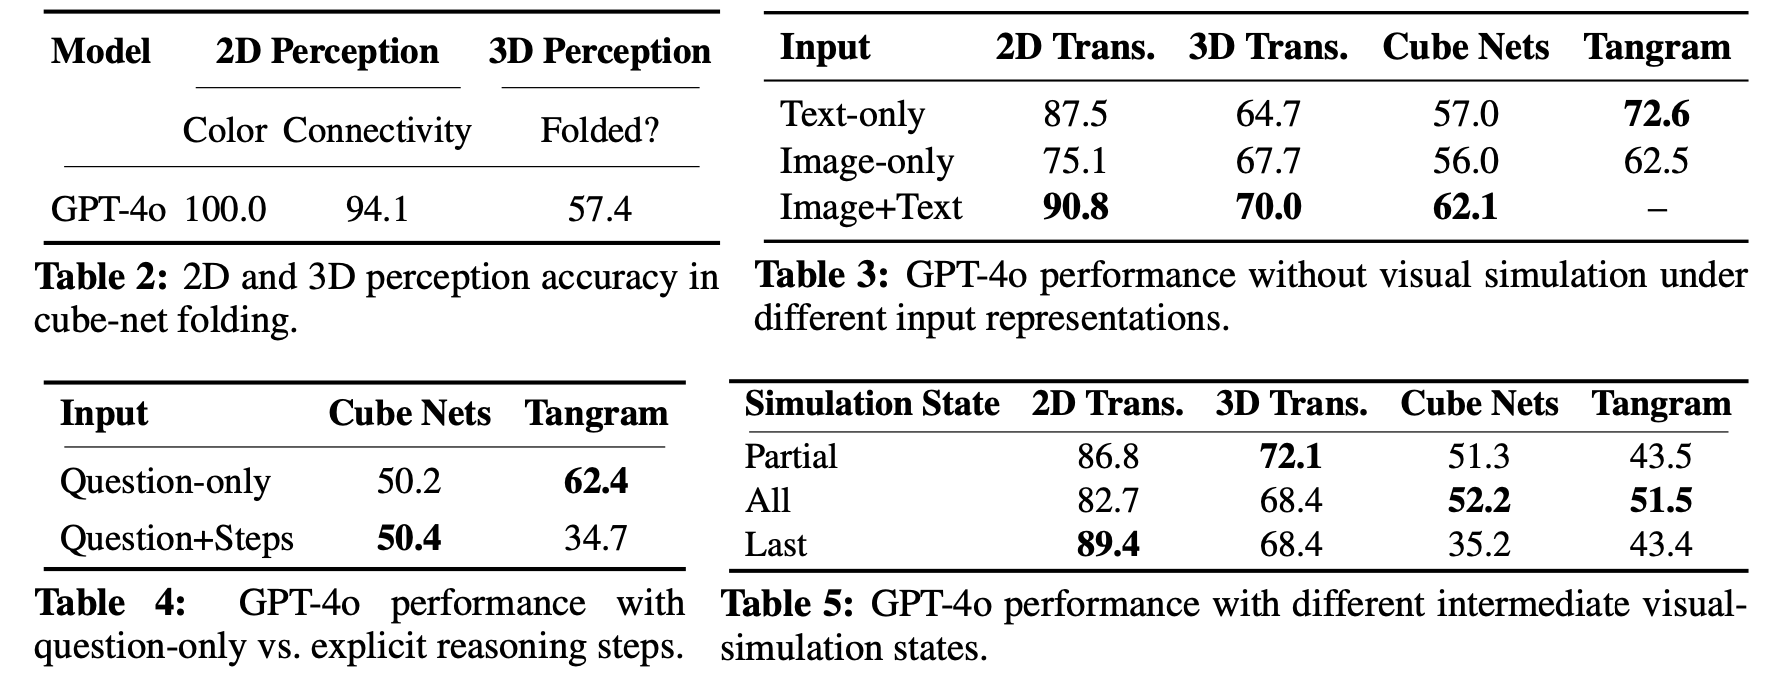 Model 2D Perception 3D Perception
Color Connectivity Folded?
GPT-4o 100.0 94.1 57.4
Table 2: 2D and 3D perception accuracy in
cube-net folding.
Input 2D Trans. 3D Trans. Cube Nets Tangram
Text-only 87.5 64.7 57.0 72.6
Image-only 75.1 67.7 56.0 62.5
Image+Text 90.8 70.0 62.1 –
Table 3: GPT-4o performance without visual simulation under
different input representations.
Input Cube Nets Tangram
Question-only 50.2 62.4
Question+Steps 50.4 34.7
Table 4: GPT-4o performance with
question-only vs. explicit reasoning steps.
Simulation State 2D Trans. 3D Trans. Cube Nets Tangram
Partial 86.8 72.1 51.3 43.5
All 82.7 68.4 52.2 51.5
Last 89.4 68.4 35.2 43.4
Table 5: GPT-4o performance with different intermediate visual-
simulation states.